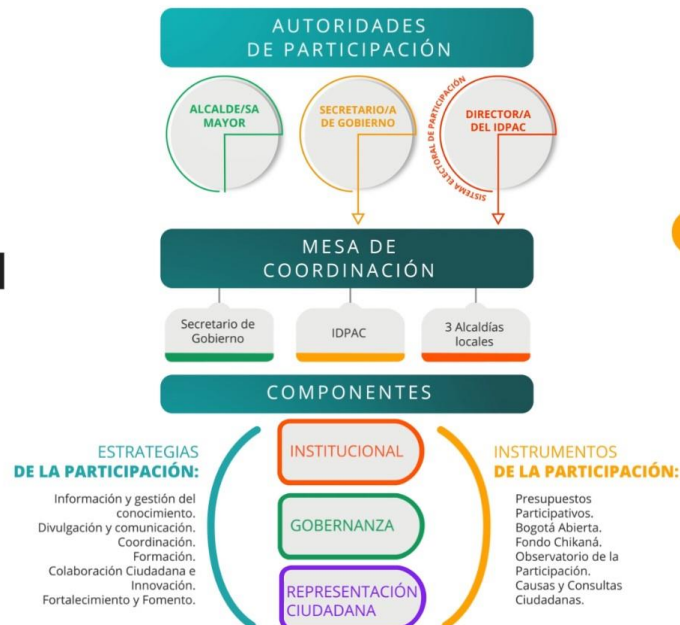 AUTORIDADES
DE PARTICIPACIÓN
ALCALDE/SA
MAYOR
SECRETARIO/A
DE GOBIERNO
SISTEMA ELECTORAL DE PARTICIPACIÓN
DIRECTOR/A
DEL IDPAC
MESA DE
COORDINACIÓN
Secretario de
Gobierno
IDPAC
3 Alcaldías
locales
COMPONENTES
ESTRATEGIAS
DE LA PARTICIPACIÓN:
Información y gestión del
conocimiento.
Divulgación y comunicación.
Coordinación.
Formación.
Colaboración Ciudadana e
Innovación.
Fortalecimiento y Fomento.
INSTITUCIONAL
GOBERNANZA
REPRESENTACIÓN
CIUDADANA
INSTRUMENTOS
DE LA PARTICIPACIÓN:
Presupuestos
Participativos.
Bogotá Abierta.
Fondo Chikaná.
Observatorio de la
Participación.
Causas y Consultas
Ciudadanas.